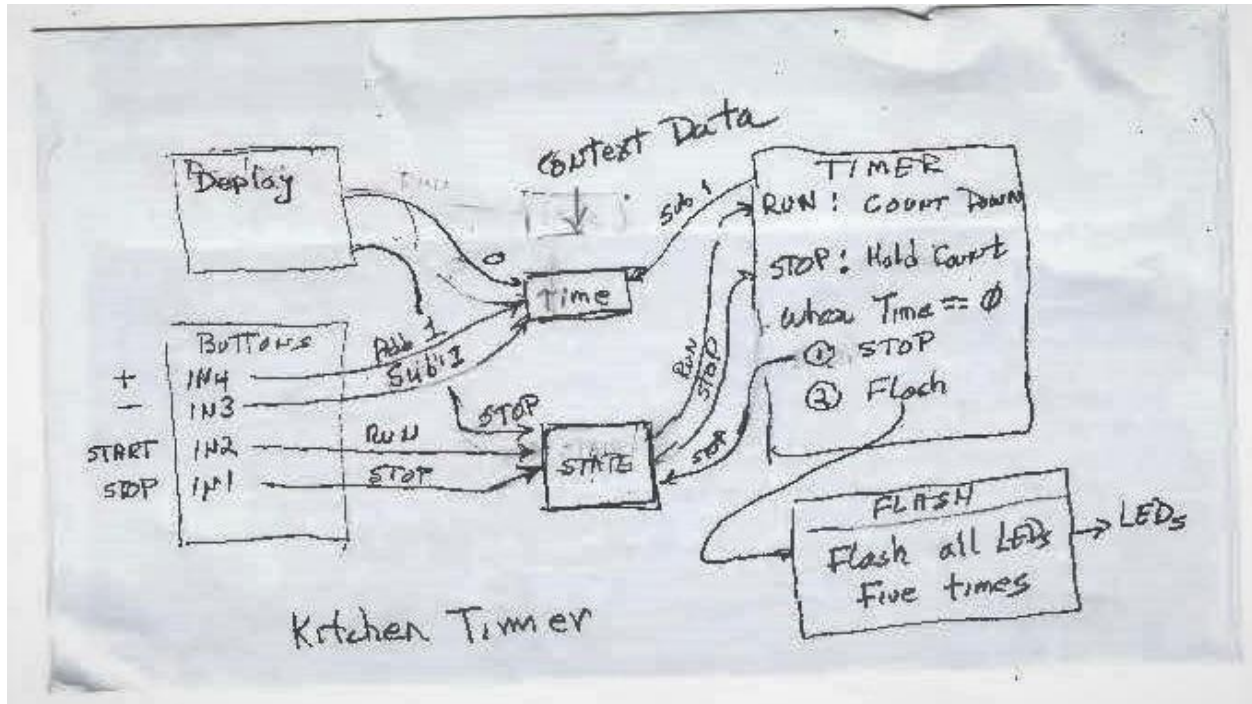 Context Data
Deploy
0
Sub 1
Time
TIMER
RUN : COUNT DOWN
STOP : Hold Count
when Time == 0
① STOP
② Flash
BUTTONS
+ IN4
Add 1
- IN3
Sub 1
START IN2
RUN
STOP IN1
STOP
STOP
STATE
RUN
STOP
STOP
FLASH
Flash all LEDs
Five times
LEDs
Kitchen Timer